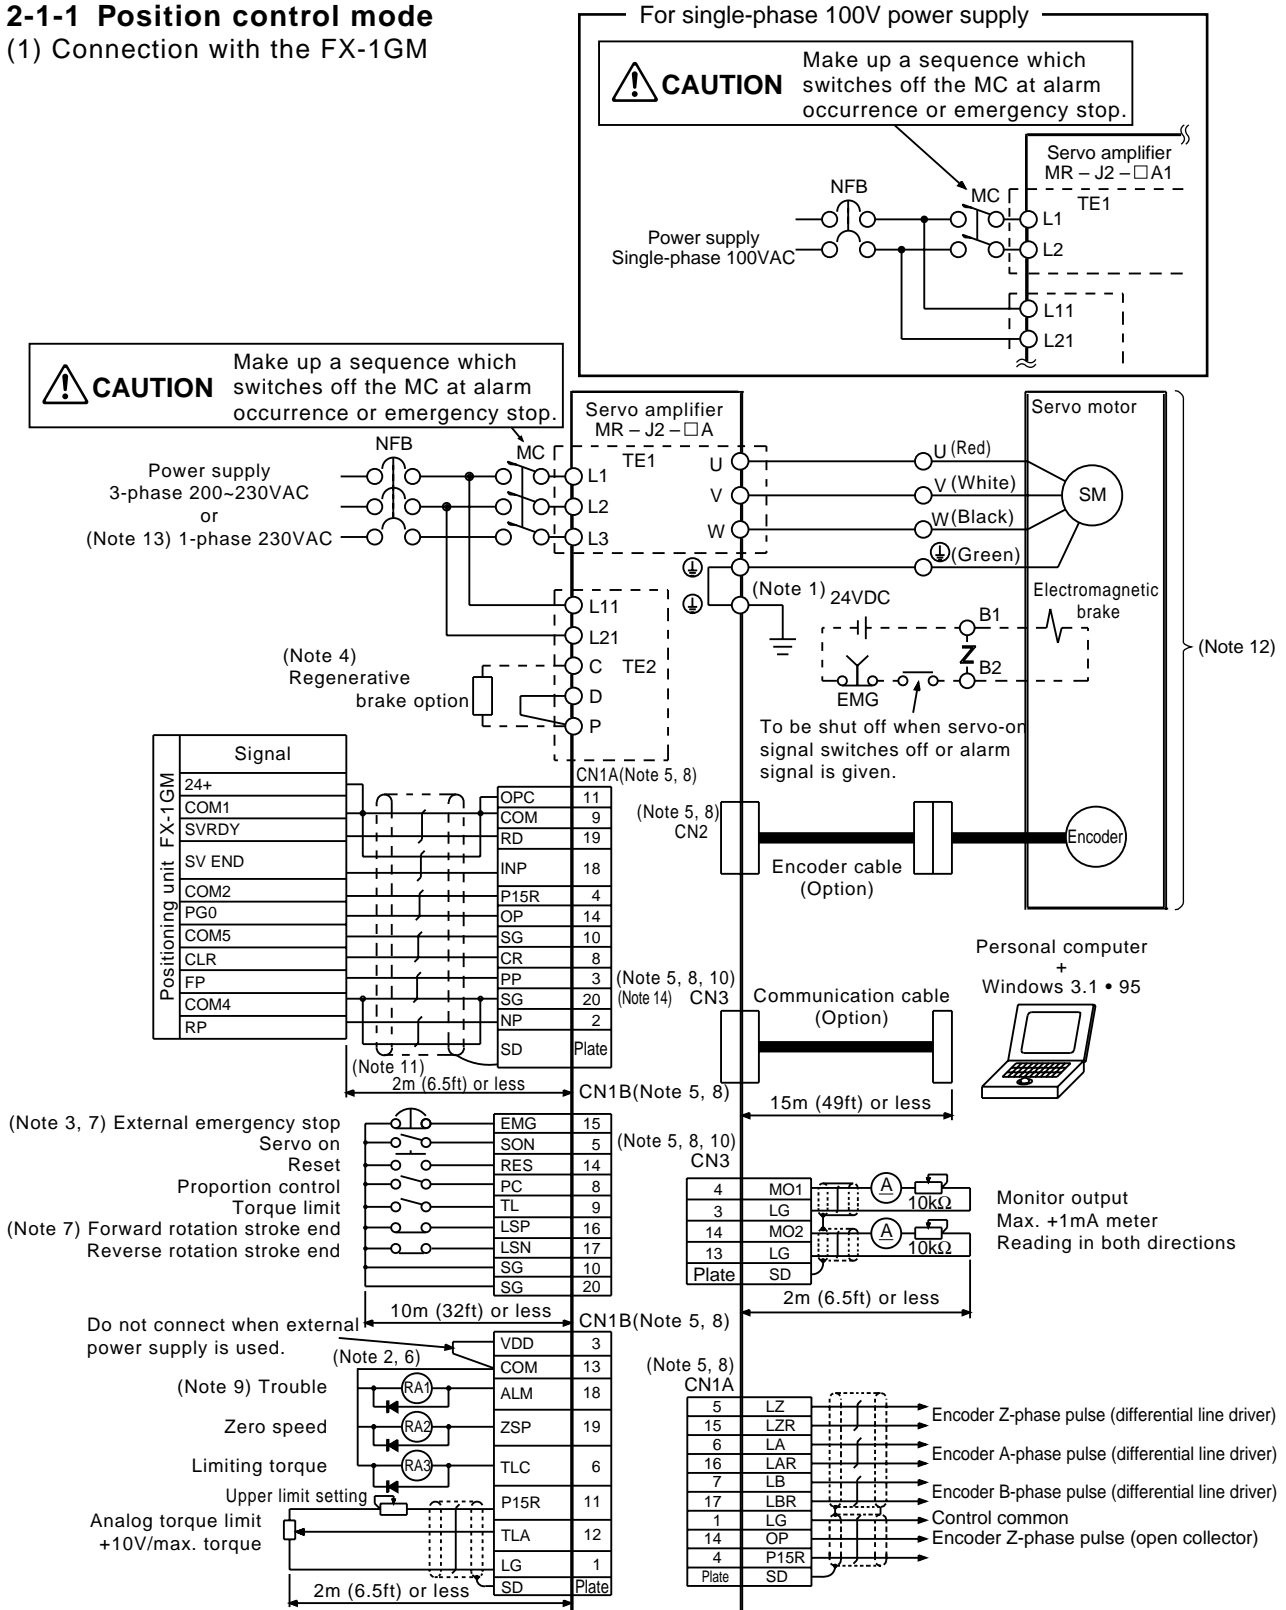 2-1-1 Position control mode
(1) Connection with the FX-1GM
For single-phase 100V power supply
CAUTION
Make up a sequence which
switches off the MC at alarm
occurrence or emergency stop.
Servo amplifier
MR – J2 – □ A1
NFB
MC
TE1
L1
Power supply
Single-phase 100VAC
L2
L11
L21
CAUTION
Make up a sequence which
switches off the MC at alarm
occurrence or emergency stop.
Servo amplifier
MR – J2 – □ A
Servo motor
NFB
MC
TE1
Power supply
3-phase 200~230VAC
or
(Note 13) 1-phase 230VAC
L1
L2
L3
U
V
W
U (Red)
V (White)
W (Black)
(Green)
SM
(Note 1)
24VDC
Electromagnetic
brake
B1
B2
EMG
(Note 12)
L11
L21
C
TE2
D
P
(Note 4)
Regenerative
brake option
To be shut off when servo-on
signal switches off or alarm
signal is given.
Positioning unit FX-1GM
Signal
24+
COM1
SVRDY
SV END
COM2
PG0
COM5
CLR
FP
COM4
RP
CN1A(Note 5, 8)
OPC 11
COM 9
RD 19
INP 18
P15R 4
OP 14
SG 10
CR 8
PP 3
SG 20
NP 2
SD Plate
(Note 11)
2m (6.5ft) or less
(Note 5, 8)
CN2
Encoder
Encoder cable
(Option)
(Note 5, 8, 10)
(Note 14) CN3
Communication cable
(Option)
Personal computer
+
Windows 3.1 • 95
15m (49ft) or less
CN1B(Note 5, 8)
(Note 3, 7) External emergency stop
Servo on
Reset
Proportion control
Torque limit
(Note 7) Forward rotation stroke end
Reverse rotation stroke end
EMG 15
SON 5
RES 14
PC 8
TL 9
LSP 16
LSN 17
SG 10
SG 20
10m (32ft) or less
(Note 5, 8, 10)
CN3
4 MO1
3 LG
14 MO2
13 LG
Plate SD
A
10kΩ
A
10kΩ
Monitor output
Max. +1mA meter
Reading in both directions
2m (6.5ft) or less
CN1B(Note 5, 8)
Do not connect when external
power supply is used.
(Note 2, 6)
(Note 9) Trouble
Zero speed
Limiting torque
Upper limit setting
Analog torque limit
+10V/max. torque
RA1
RA2
RA3
VDD 3
COM 13
ALM 18
ZSP 19
TLC 6
P15R 11
TLA 12
LG 1
SD Plate
2m (6.5ft) or less
(Note 5, 8)
CN1A
5 LZ
15 LZR
6 LA
16 LAR
7 LB
17 LBR
1 LG
14 OP
4 P15R
Plate SD
Encoder Z-phase pulse (differential line driver)
Encoder A-phase pulse (differential line driver)
Encoder B-phase pulse (differential line driver)
Control common
Encoder Z-phase pulse (open collector)